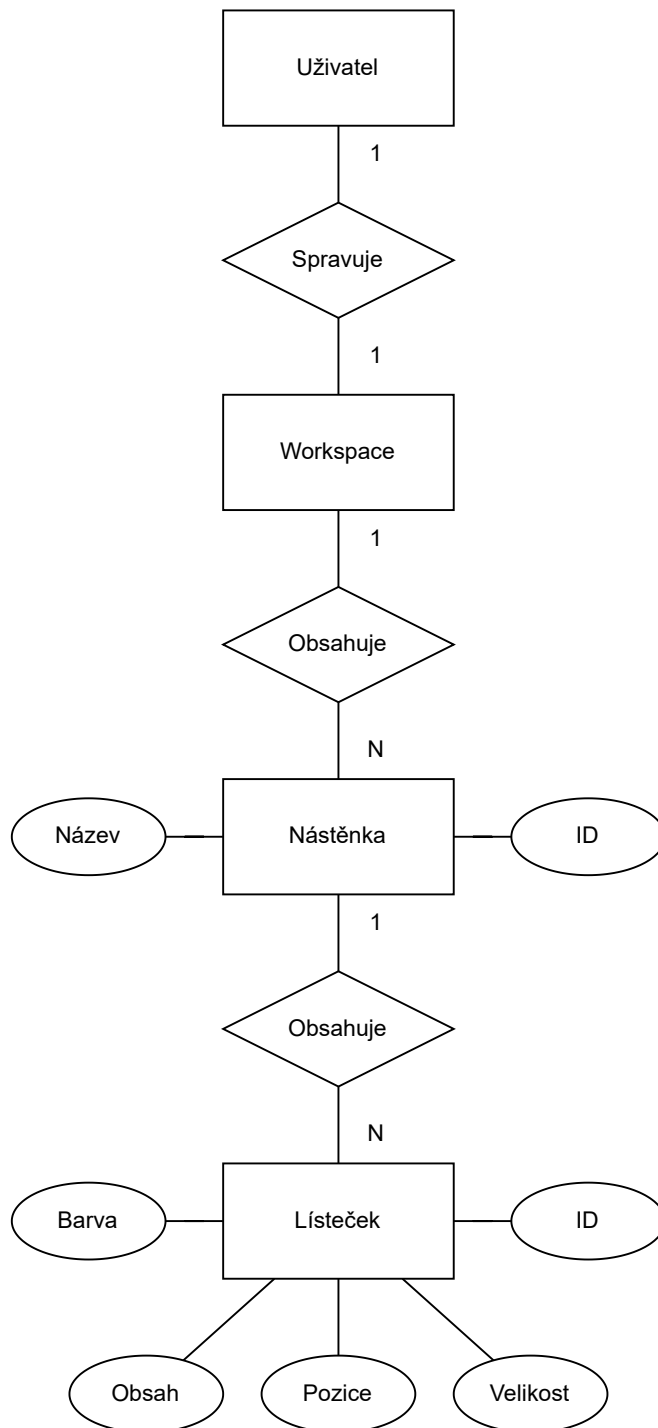 Uživatel
1
Spravuje
1
Workspace
1
Obsahuje
N
Název
Nástěnka
ID
1
Obsahuje
N
Barva
Lísteček
ID
Obsah
Pozice
Velikost